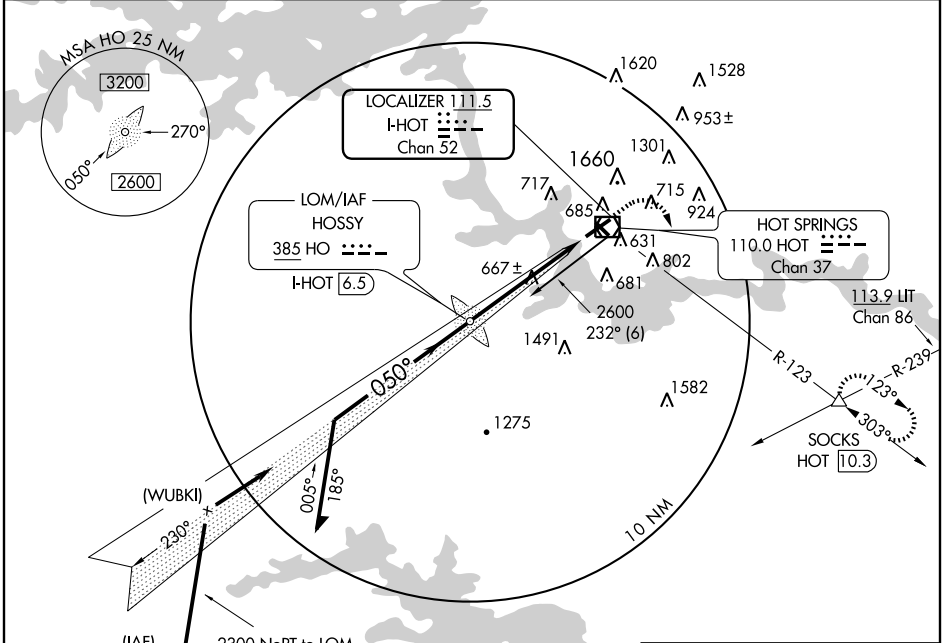 MSA HO 25 NM
3200
270°
050°
2600
LOCALIZER 111.5
I-HOT
Chan 52
1620
1528
953±
1301
1660
717
715
685
924
LOM/IAF
HOSSY
385 HO
I-HOT 6.5
HOT SPRINGS
110.0 HOT
Chan 37
631
802
667±
681
2600
232° (6)
113.9 LIT
Chan 86
1491
R-123
R-239
050°
123°
303°
1582
1275
SOCKS
HOT 10.3
(WUBKI)
005°
185°
230°
10 NM
(IAF)
2300 NoPT to LOM